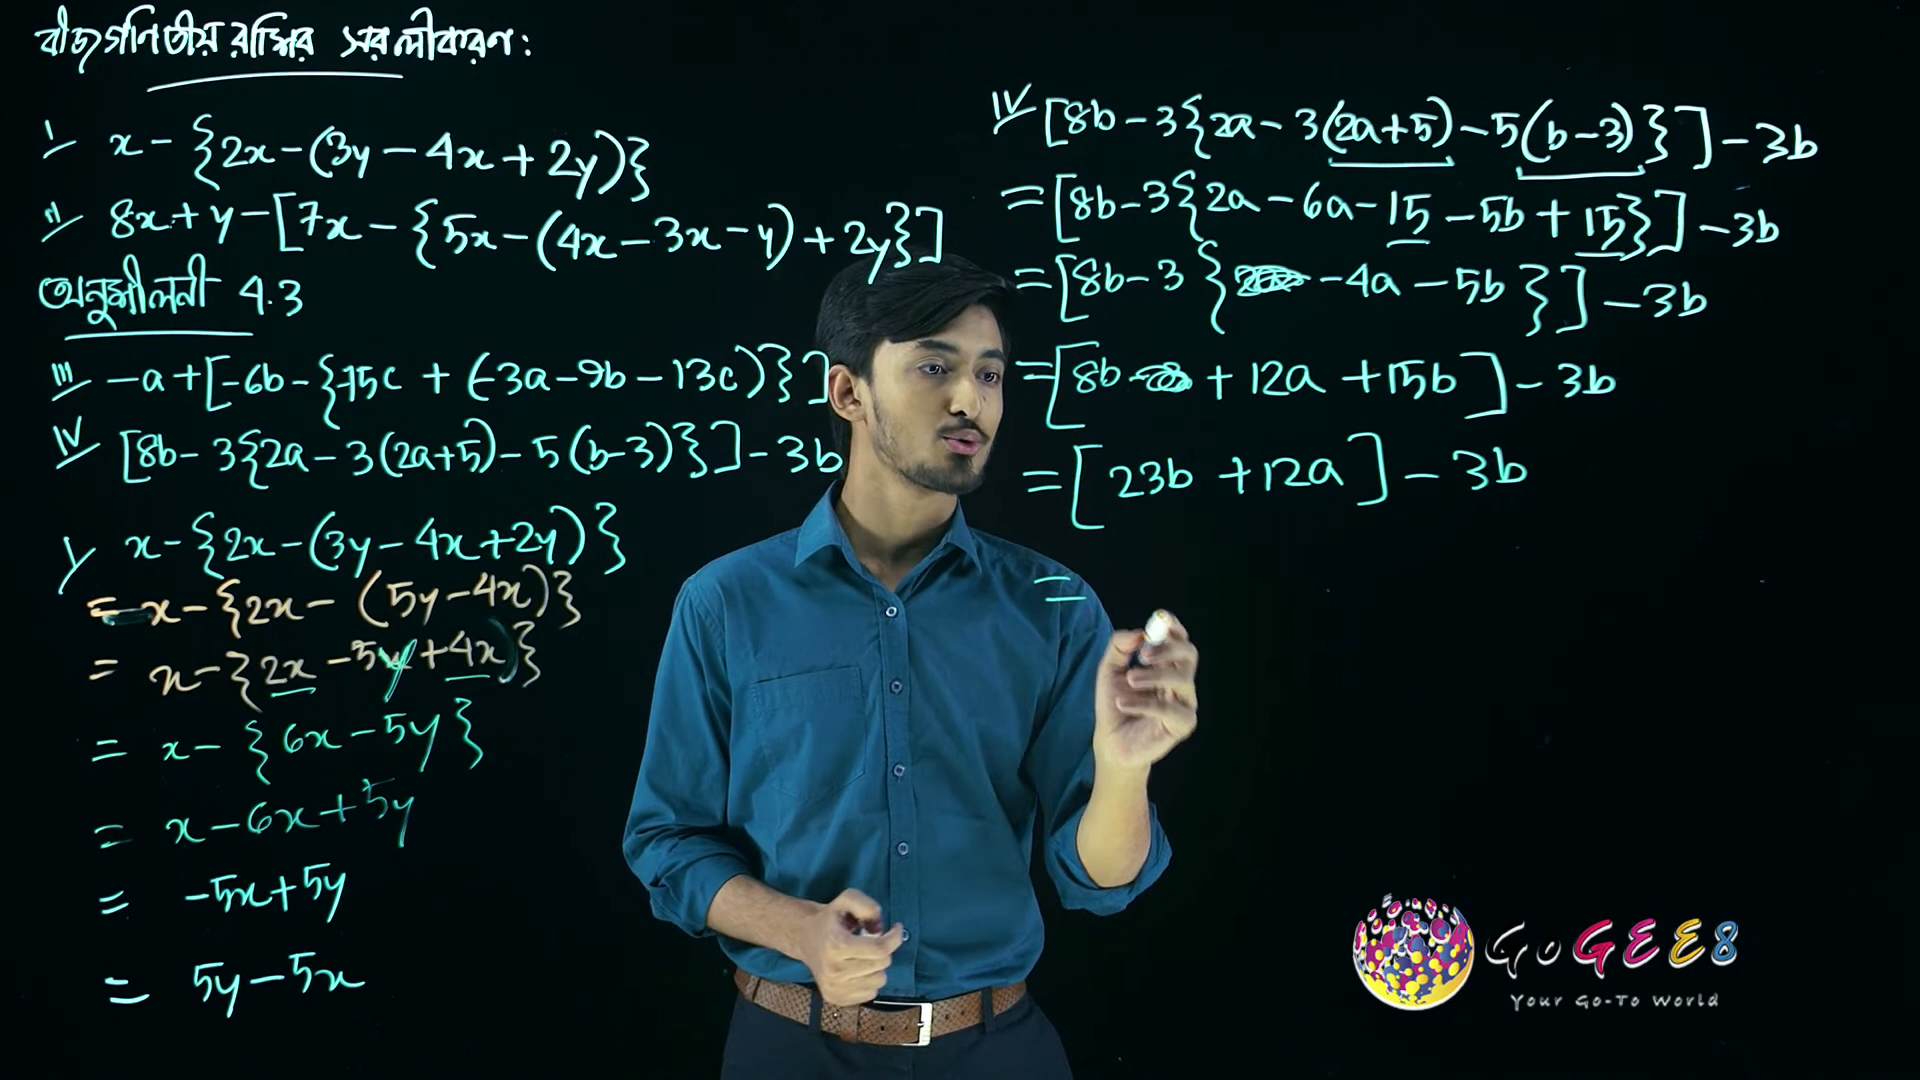 বীজগণিতীয় রাশির সরলীকরণ:
i x-{2x-(3y-4x+2y)}
ii 8x+y-[7x-{5x-(4x-3x-y)+2y}]
অনুশীলনী 4.3
iii -a+[-6b-{-15c+(-3a-9b-13c)}]
iv [8b-3{2a-3(2a+5)-5(b-3)}]-3b
x-{2x-(3y-4x+2y)}
= x-{2x-(5y-4x)}
= x-{2x-5y+4x)}
= x-{6x-5y}
= x-6x+5y
= -5x+5y
= 5y-5x
iv [8b-3{2a-3(2a+5)-5(b-3)}]-3b
=[8b-3{2a-6a-15-5b+15}]-3b
=[8b-3{-4a-5b}]-3b
=[8b+12a+15b]-3b
=[23b+12a]-3b
=
GoGEE8
Your Go-To World